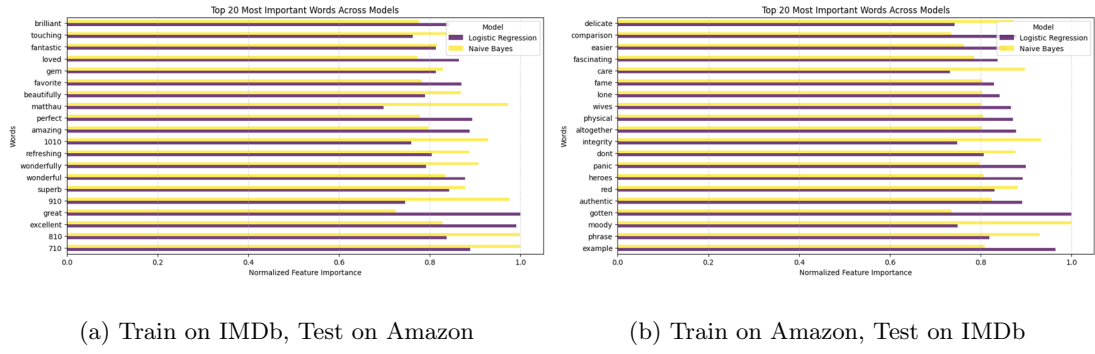 Top 20 Most Important Words Across Models
brilliant
touching
fantastic
loved
gem
favorite
beautifully
matthau
perfect
amazing
1010
refreshing
wonderfully
wonderful
superb
910
great
excellent
810
710
Words
Model
Logistic Regression
Naive Bayes
0.0 0.2 0.4 0.6 0.8 1.0
Normalized Feature Importance
(a) Train on IMDb, Test on Amazon
Top 20 Most Important Words Across Models
delicate
comparison
easier
fascinating
care
fame
lone
wives
physical
altogether
integrity
dont
panic
heroes
red
authentic
gotten
moody
phrase
example
Words
Model
Logistic Regression
Naive Bayes
0.0 0.2 0.4 0.6 0.8 1.0
Normalized Feature Importance
(b) Train on Amazon, Test on IMDb